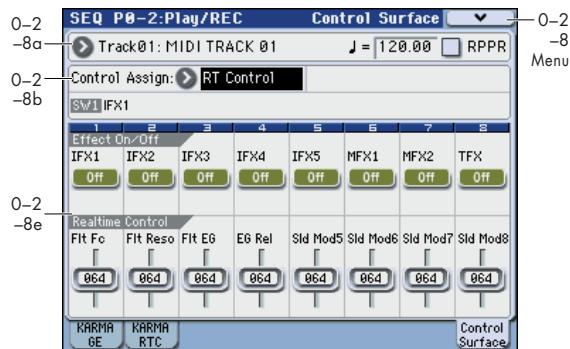 SEQ P0-2:Play/REC Control Surface
0–2
–8a
0–2
–8
Menu
Track01: MIDI TRACK 01 ♩= 120.00 RPPR
0–2
–8b
Control Assign: RT Control
SW1 IFX1
1 2 3 4 5 6 7 8
Effect On/Off
IFX1 IFX2 IFX3 IFX4 IFX5 MFX1 MFX2 TFX
Off Off Off Off Off Off Off Off
0–2
–8e
Realtime Control
Flt Fc Flt Reso Flt EG EG Rel Sld Mod5 Sld Mod6 Sld Mod7 Sld Mod8
064 064 064 064 064 064 064 064
KARMA GE
KARMA RTC
Control Surface